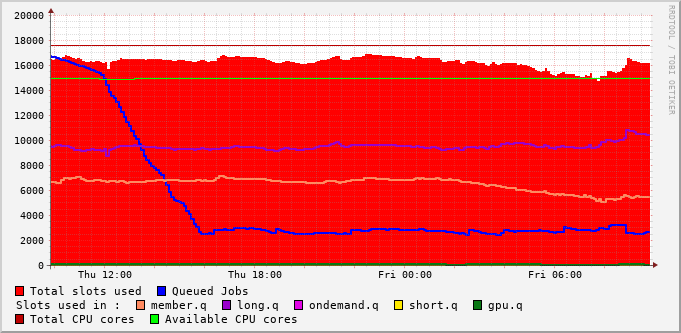 20000
18000
16000
14000
12000
10000
8000
6000
4000
2000
0
Thu 12:00 Thu 18:00 Fri 00:00 Fri 06:00
RRDTOOL / TOBI OETIKER
Total slots used Queued Jobs
Slots used in : member.q long.q ondemand.q short.q gpu.q
Total CPU cores Available CPU cores